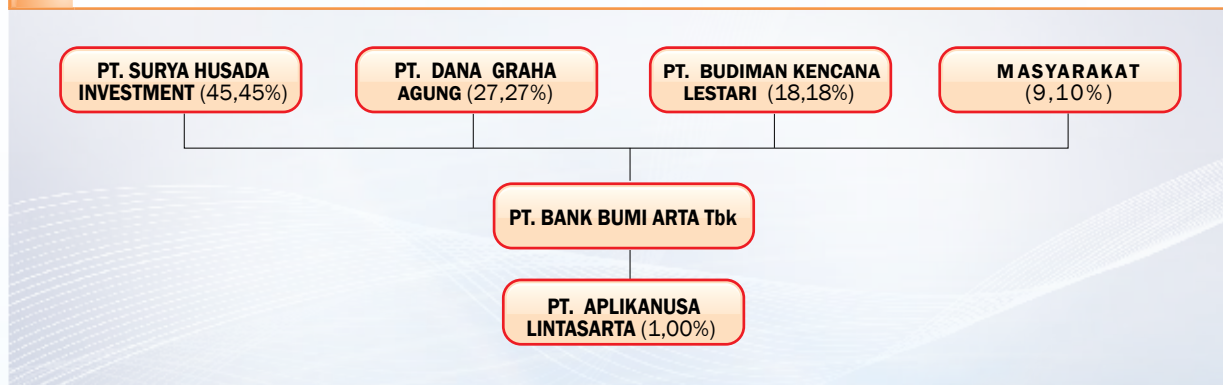 PT. SURYA HUSADA
INVESTMENT (45,45%)
PT. DANA GRAHA
AGUNG (27,27%)
PT. BUDIMAN KENCANA
LESTARI (18,18%)
MASYARAKAT
(9,10%)
PT. BANK BUMI ARTA Tbk
PT. APLIKANUSA
LINTASARTA (1,00%)